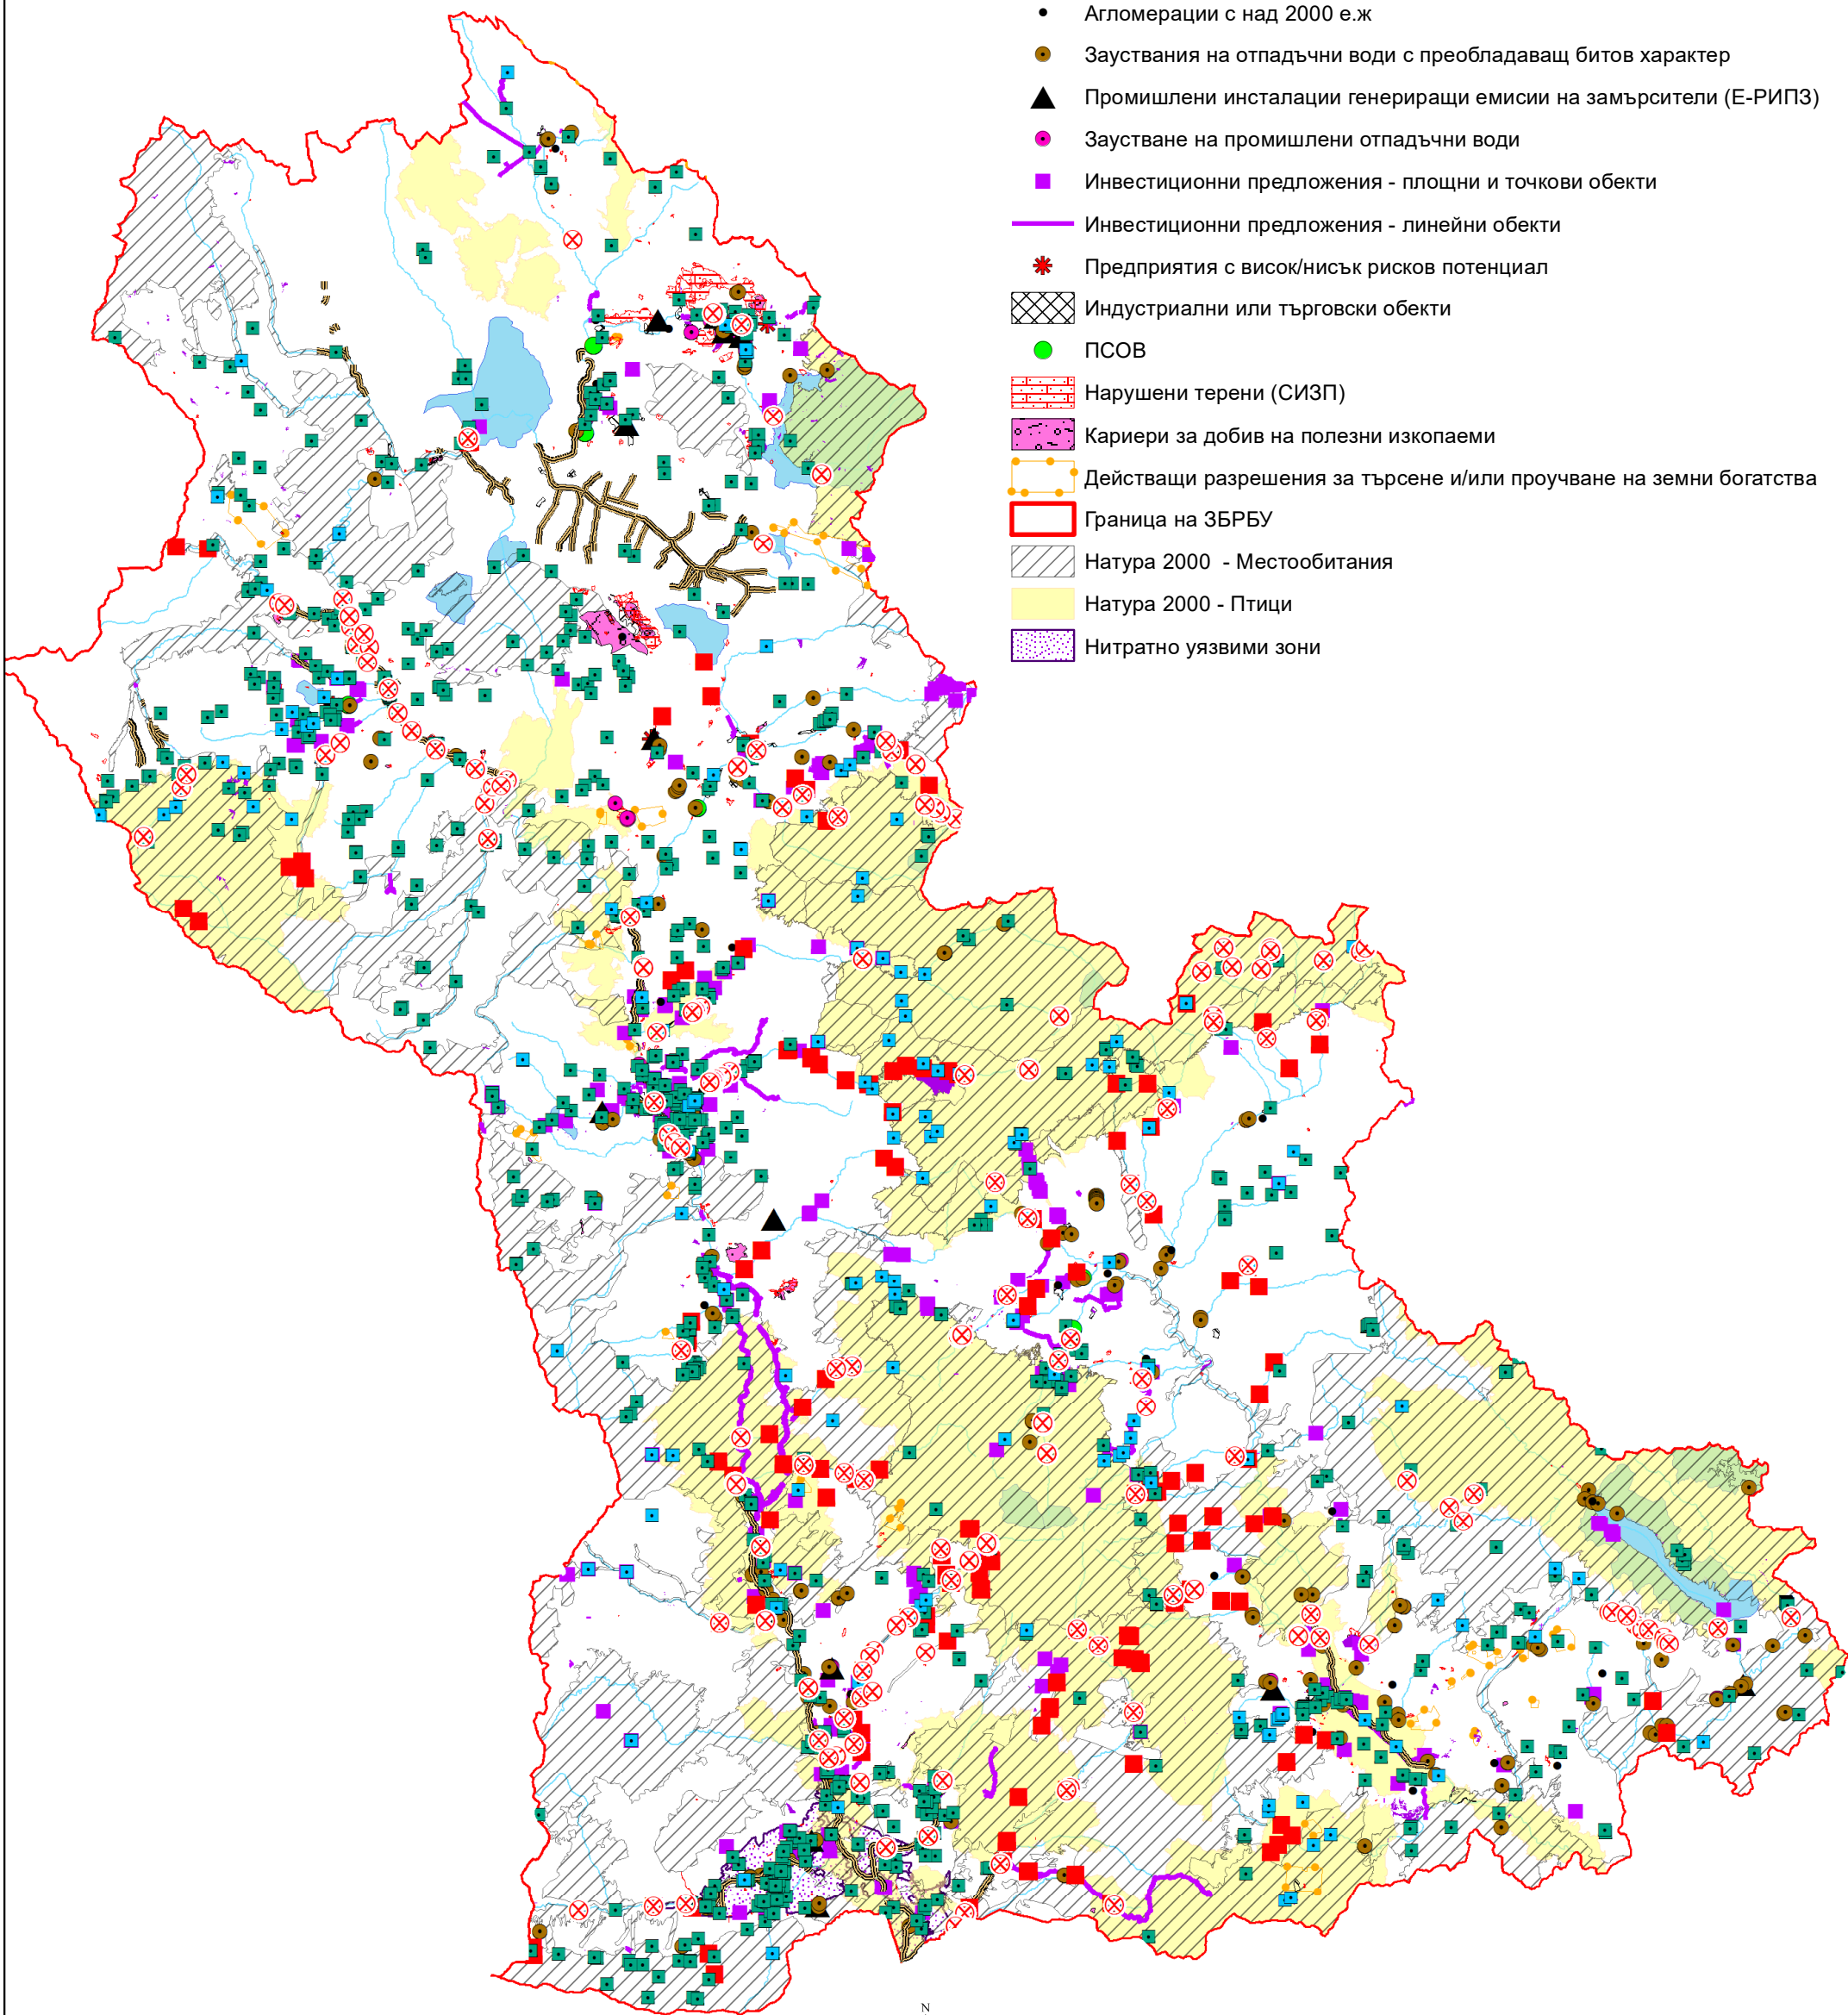 Агломерации с над 2000 е.ж
Зауствания на отпадъчни води с преобладаващ битов характер
Промишлени инсталации генериращи емисии на замърсители (Е-РИПЗ)
Заустване на промишлени отпадъчни води
Инвестиционни предложения - площни и точкови обекти
Инвестиционни предложения - линейни обекти
Предприятия с висок/нисък рисков потенциал
Индустриални или търговски обекти
ПСОВ
Нарушени терени (СИЗП)
Кариери за добив на полезни изкопаеми
Действащи разрешения за търсене и/или проучване на земни богатства
Граница на ЗБРБУ
Натура 2000  - Местообитания
Натура 2000 - Птици
Нитратно уязвими зони
N